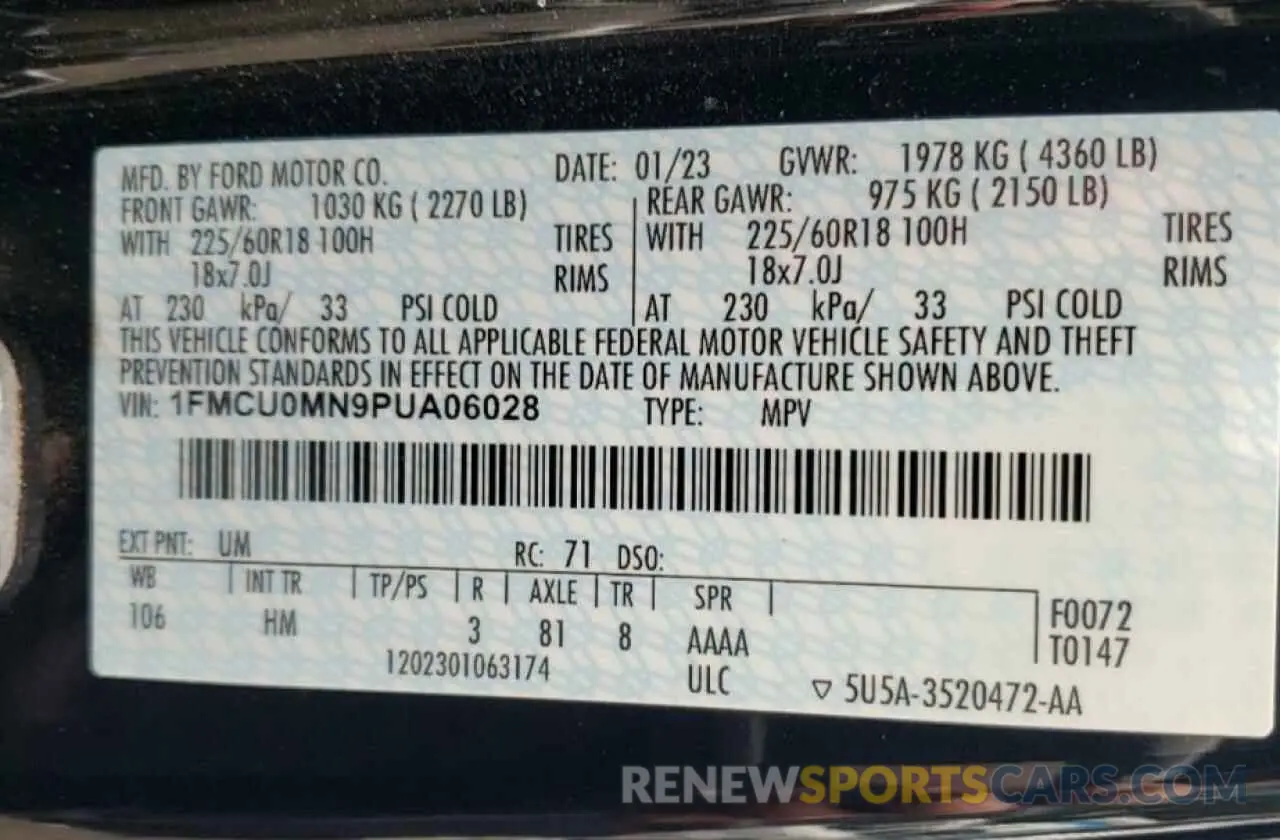 MFD. BY FORD MOTOR CO. DATE: 01/23 GVWR: 1978 KG ( 4360 LB)
FRONT GAWR: 1030 KG ( 2270 LB) REAR GAWR: 975 KG ( 2150 LB)
WITH 225/60R18 100H TIRES WITH 225/60R18 100H TIRES
18x7.0J RIMS 18x7.0J RIMS
AT 230 kPa/ 33 PSI COLD AT 230 kPa/ 33 PSI COLD
THIS VEHICLE CONFORMS TO ALL APPLICABLE FEDERAL MOTOR VEHICLE SAFETY AND THEFT
PREVENTION STANDARDS IN EFFECT ON THE DATE OF MANUFACTURE SHOWN ABOVE.
VIN: 1FMCU0MN9PUA06028 TYPE: MPV
EXT PNT: UM RC: 71 DSO:
WB INT TR TP/PS R AXLE TR SPR F0072
106 HM 3 81 8 AAAA T0147
1202301063174 ULC ▽ 5U5A-3520472-AA
RENEWSPORTSCARS.COM